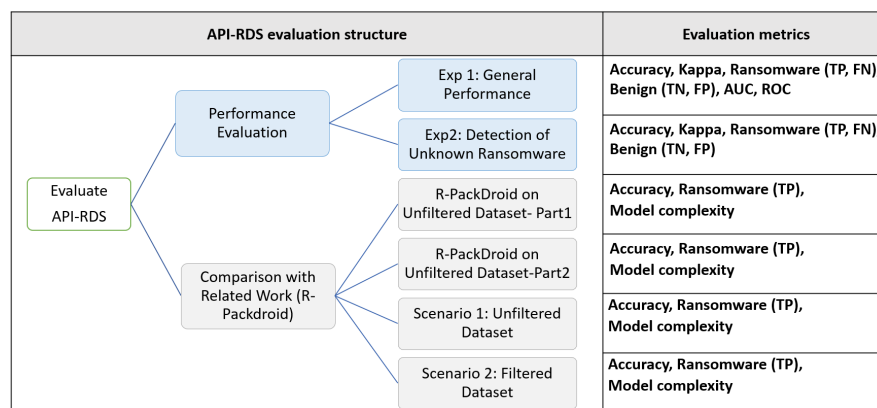 API-RDS evaluation structure
Evaluation metrics
Evaluate
API-RDS
Performance
Evaluation
Exp 1: General
Performance
Accuracy, Kappa, Ransomware (TP, FN)
Benign (TN, FP), AUC, ROC
Exp2: Detection of
Unknown Ransomware
Accuracy, Kappa, Ransomware (TP, FN)
Benign (TN, FP)
Comparison with
Related Work (R-
Packdroid)
R-PackDroid on
Unfiltered Dataset- Part1
Accuracy, Ransomware (TP),
Model complexity
R-PackDroid on
Unfiltered Dataset-Part2
Accuracy, Ransomware (TP),
Model complexity
Scenario 1: Unfiltered
Dataset
Accuracy, Ransomware (TP),
Model complexity
Scenario 2: Filtered
Dataset
Accuracy, Ransomware (TP),
Model complexity